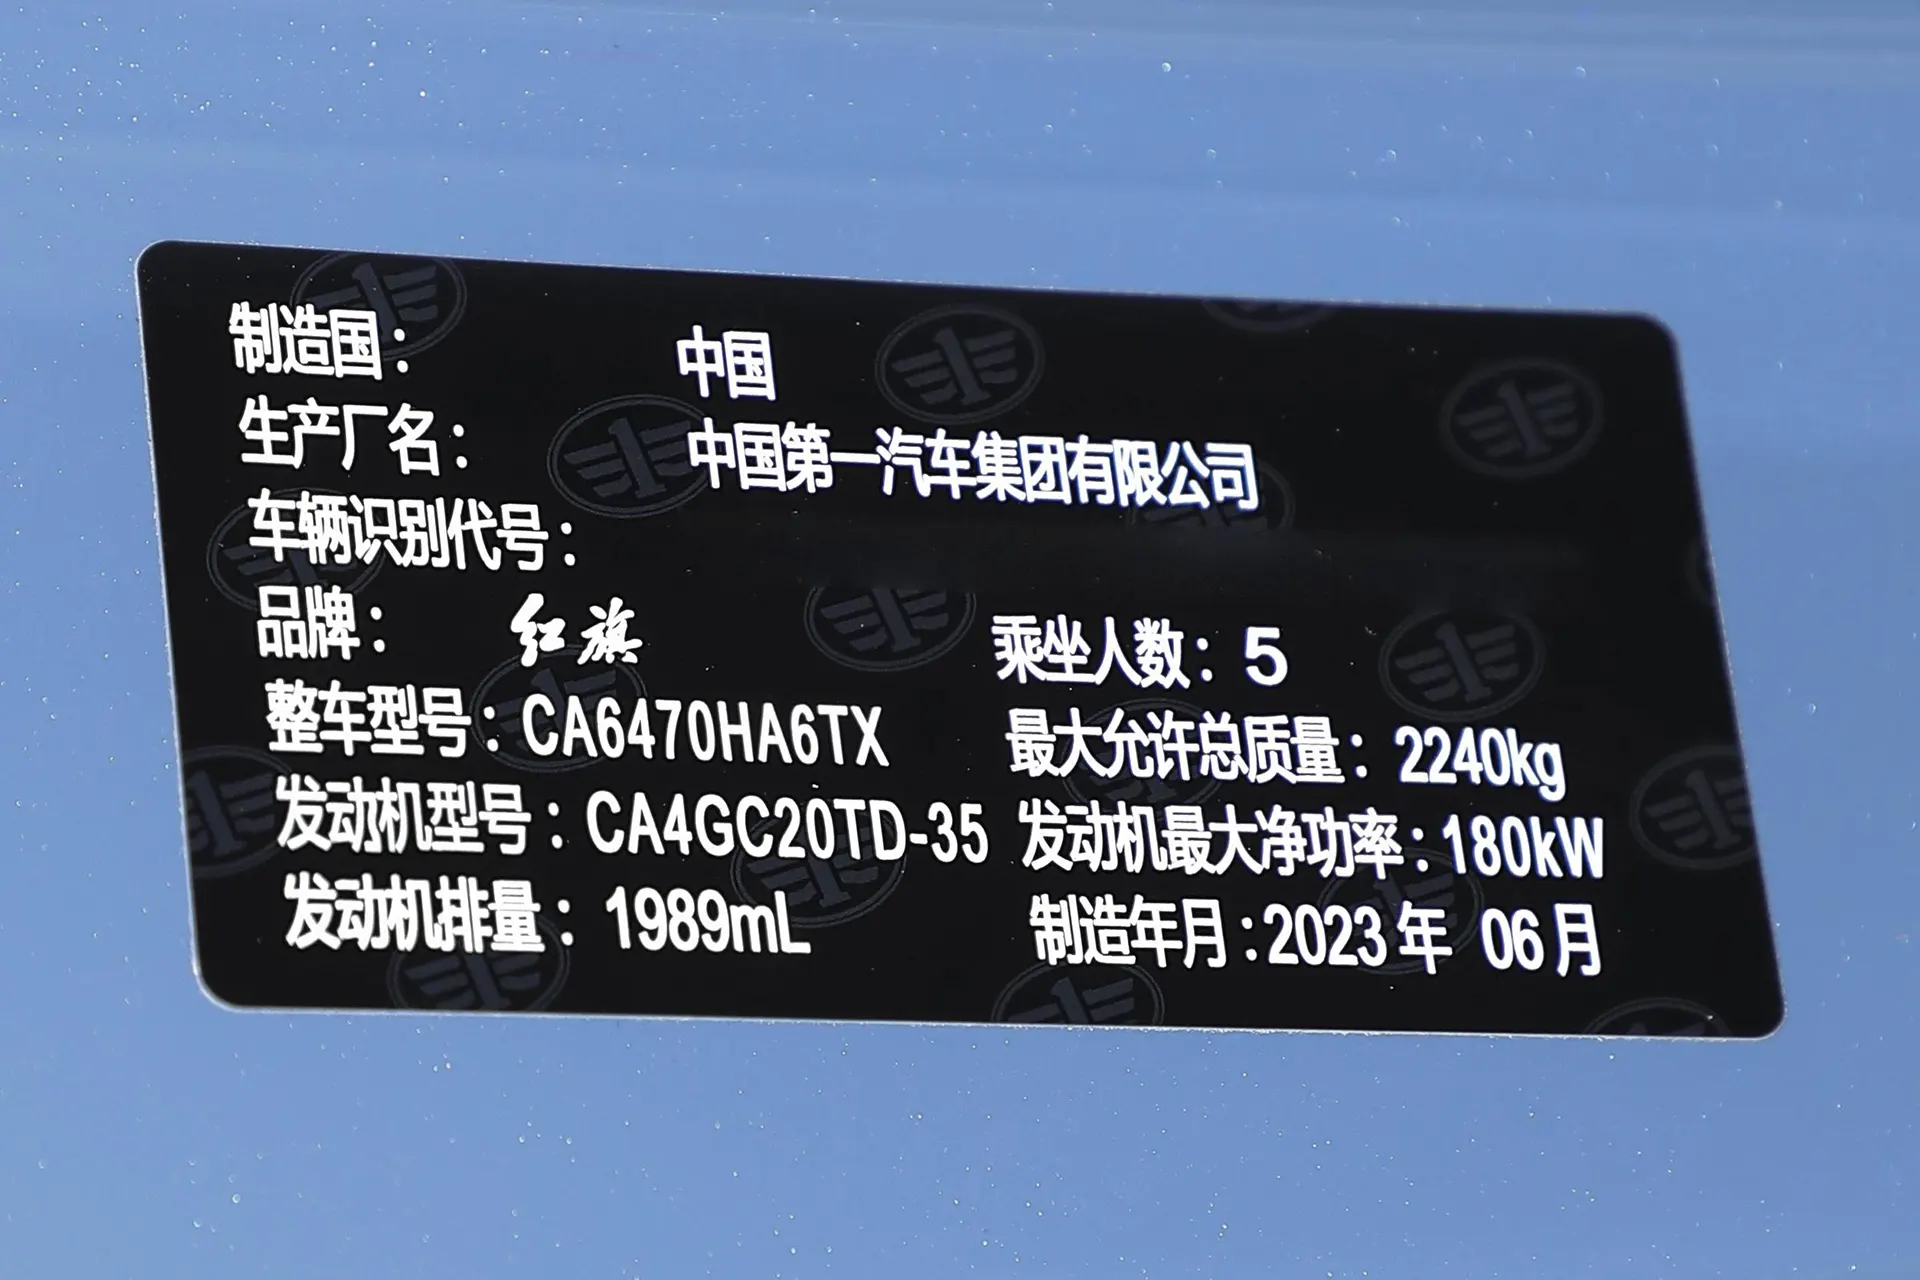 制造国： 中国
生产厂名： 中国第一汽车集团有限公司
车辆识别代号：
品牌： 红旗 乘坐人数：5
整车型号：CA6470HA6TX 最大允许总质量：2240kg
发动机型号：CA4GC20TD-35 发动机最大净功率：180kW
发动机排量：1989mL 制造年月：2023年 06月